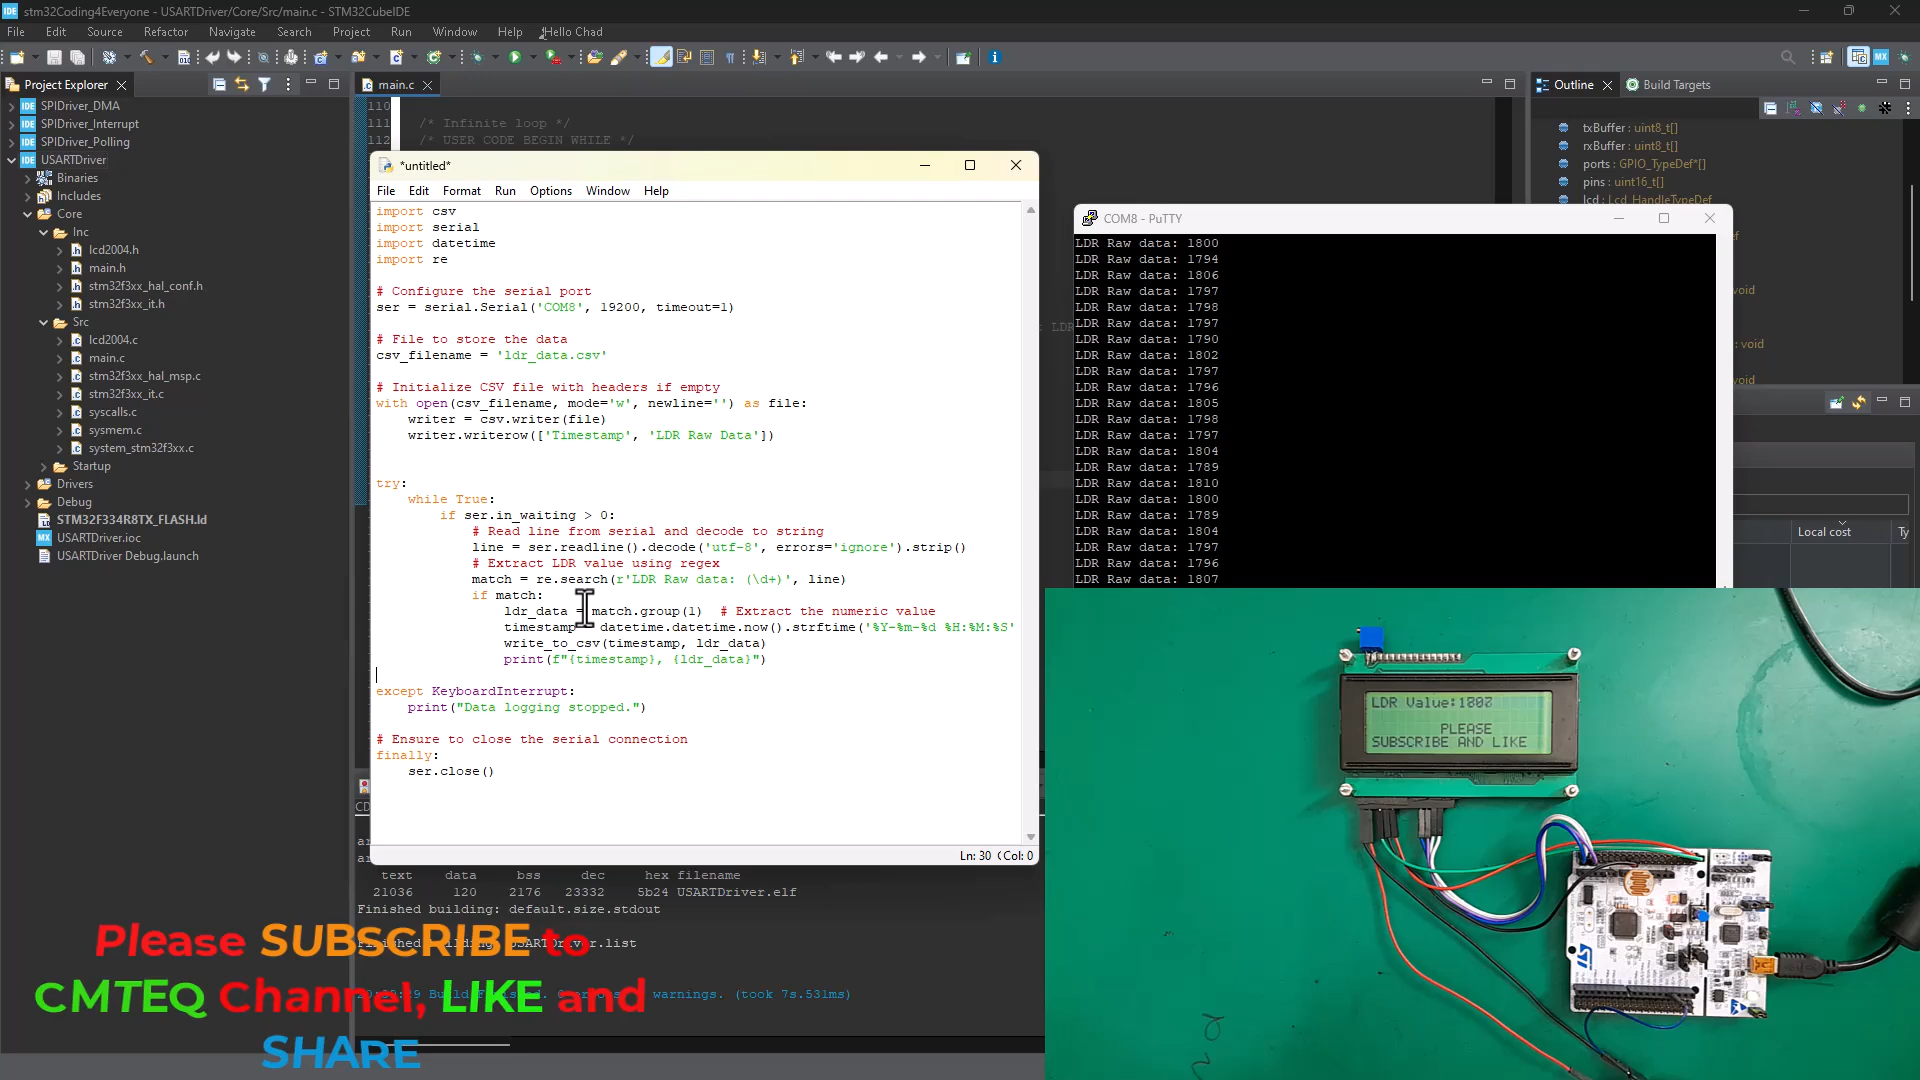 stm32Coding4Everyone - USARTDriver/Core/Src/main.c - STM32CubeIDE
File Edit Source Refactor Navigate Search Project Run Window Help Hello Chad
Project Explorer
SPIDriver_DMA
SPIDriver_Interrupt
SPIDriver_Polling
USARTDriver
Binaries
Includes
Core
Inc
lcd2004.h
main.h
stm32f3xx_hal_conf.h
stm32f3xx_it.h
Src
lcd2004.c
main.c
stm32f3xx_hal_msp.c
stm32f3xx_it.c
syscalls.c
sysmem.c
system_stm32f3xx.c
Startup
Drivers
Debug
STM32F334R8TX_FLASH.ld
USARTDriver.ioc
USARTDriver Debug.launch
main.c
110
111 /* Infinite loop */
112 /* USER CODE BEGIN WHILE */
*untitled*
File Edit Format Run Options Window Help
import csv
import serial
import datetime
import re
# Configure the serial port
ser = serial.Serial('COM8', 19200, timeout=1)
# File to store the data
csv_filename = 'ldr_data.csv'
# Initialize CSV file with headers if empty
with open(csv_filename, mode='w', newline='') as file:
writer = csv.writer(file)
writer.writerow(['Timestamp', 'LDR Raw Data'])
try:
while True:
if ser.in_waiting > 0:
# Read line from serial and decode to string
line = ser.readline().decode('utf-8', errors='ignore').strip()
# Extract LDR value using regex
match = re.search(r'LDR Raw data: (\d+)', line)
if match:
ldr_data = match.group(1) # Extract the numeric value
timestamp datetime.datetime.now().strftime('%Y-%m-%d %H:%M:%S'
write_to_csv(timestamp, ldr_data)
print(f"{timestamp}, {ldr_data}")
except KeyboardInterrupt:
print("Data logging stopped.")
# Ensure to close the serial connection
finally:
ser.close()
Ln: 30 Col: 0
text data bss dec hex filename
21036 120 2176 23332 5b24 USARTDriver.elf
Finished building: default.size.stdout
warnings. (took 7s.531ms)
Outline
Build Targets
txBuffer : uint8_t[]
rxBuffer : uint8_t[]
ports : GPIO_TypeDef*[]
pins : uint16_t[]
lcd : Lcd_HandleTypeDef
void
: void
void
Local cost
Ty
COM8 - PuTTY
LDR Raw data: 1800
LDR Raw data: 1794
LDR Raw data: 1806
LDR Raw data: 1797
LDR Raw data: 1798
LDR Raw data: 1797
LDR Raw data: 1790
LDR Raw data: 1802
LDR Raw data: 1797
LDR Raw data: 1796
LDR Raw data: 1805
LDR Raw data: 1798
LDR Raw data: 1797
LDR Raw data: 1804
LDR Raw data: 1789
LDR Raw data: 1810
LDR Raw data: 1800
LDR Raw data: 1789
LDR Raw data: 1804
LDR Raw data: 1797
LDR Raw data: 1796
LDR Raw data: 1807
LDR Value:
PLEASE
SUBSCRIBE AND LIKE
Please SUBSCRIBE to
CMTEQ Channel, LIKE and
SHARE